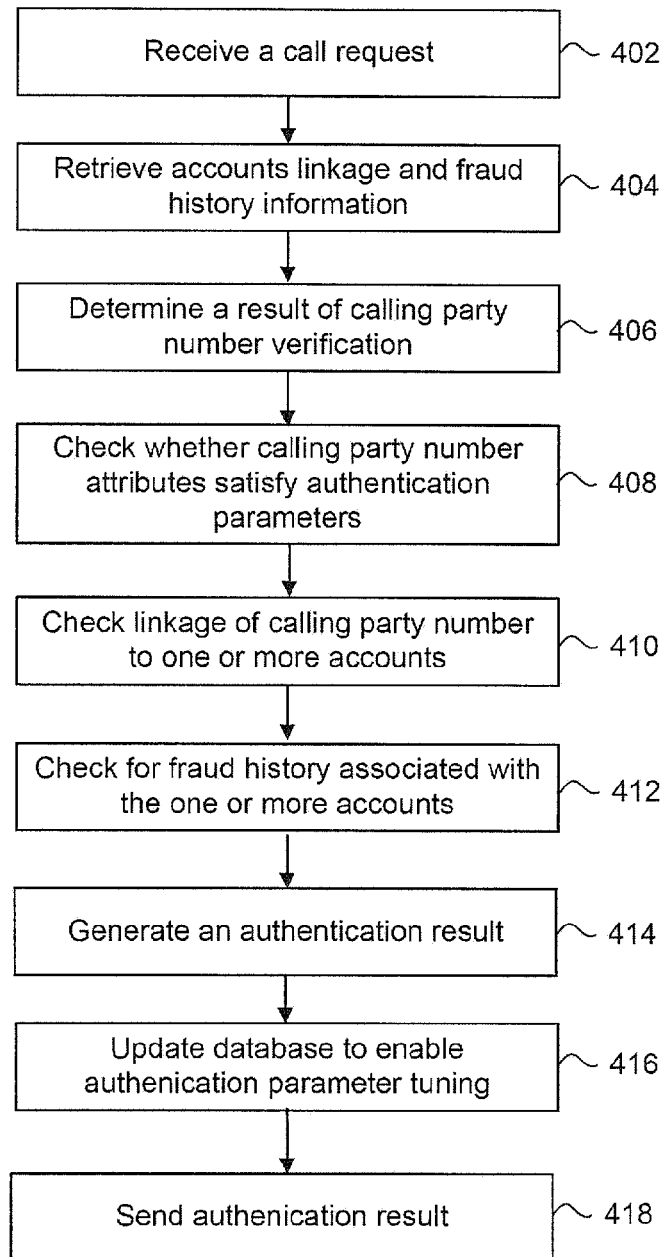 Receive a call request
402
Retrieve accounts linkage and fraud
history information
404
Determine a result of calling party
number verification
406
Check whether calling party number
attributes satisfy authentication
parameters
408
Check linkage of calling party number
to one or more accounts
410
Check for fraud history associated with
the one or more accounts
412
Generate an authentication result
414
Update database to enable
authenication parameter tuning
416
Send authenication result
418